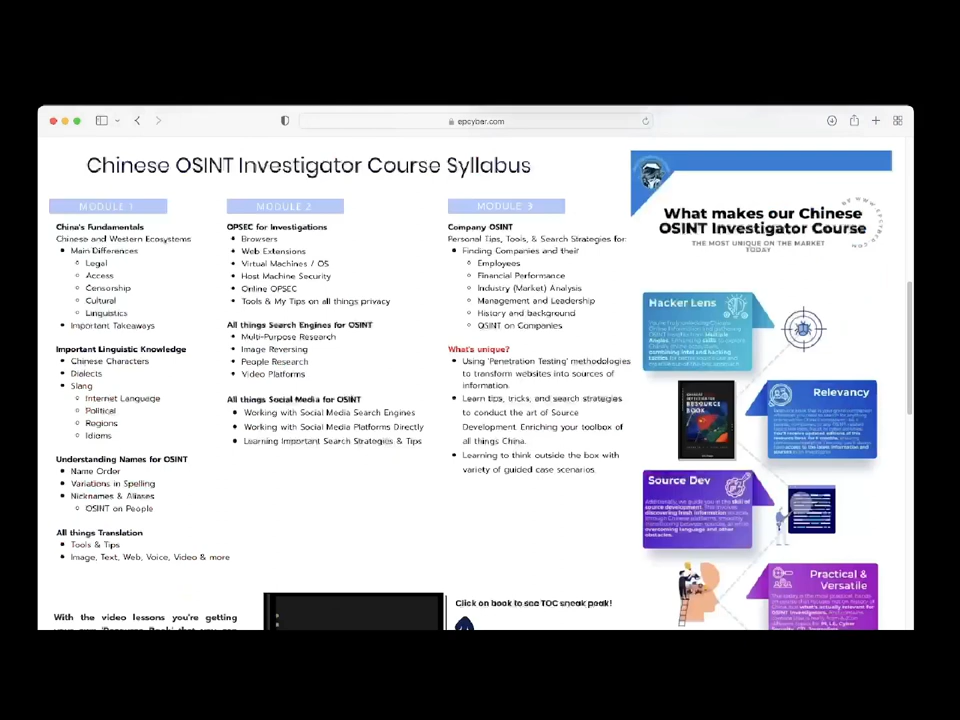 epcyber.com
Chinese OSINT Investigator Course Syllabus
MODULE 1
China's Fundamentals
Chinese and Western Ecosystems
Main Differences
Legal
Access
Censorship
Cultural
Linguistics
Important Takeaways
Important Linguistic Knowledge
Chinese Characters
Dialects
Slang
Internet Language
Political
Regions
Idioms
Understanding Names for OSINT
Name Order
Variations in Spelling
Nicknames & Aliases
OSINT on People
All things Translation
Tools & Tips
Image, Text, Web, Voice, Video & more
With the video lessons you're getting
MODULE 2
OPSEC for Investigations
Browsers
Web Extensions
Virtual Machines / OS
Host Machine Security
Online OPSEC
Tools & My Tips on all things privacy
All things Search Engines for OSINT
Multi-Purpose Research
Image Reversing
People Research
Video Platforms
All things Social Media for OSINT
Working with Social Media Search Engines
Working with Social Media Platforms Directly
Learning Important Search Strategies & Tips
MODULE 3
Company OSINT
Personal Tips, Tools, & Search Strategies for:
Finding Companies and their
Employees
Financial Performance
Industry (Market) Analysis
Management and Leadership
History and background
OSINT on Companies
What's unique?
Using 'Penetration Testing' methodologies
to transform websites into sources of
information.
Learn tips, tricks, and search strategies
to conduct the art of Source
Development. Enriching your toolbox of
all things China.
Learning to think outside the box with
variety of guided case scenarios
Click on book to see TOC sneak peak!
What makes our Chinese
OSINT Investigator Course
THE MOST UNIQUE ON THE MARKET
TODAY
Hacker Lens
RESOURCE
BOOK
Relevancy
Source Dev
Practical &
Versatile